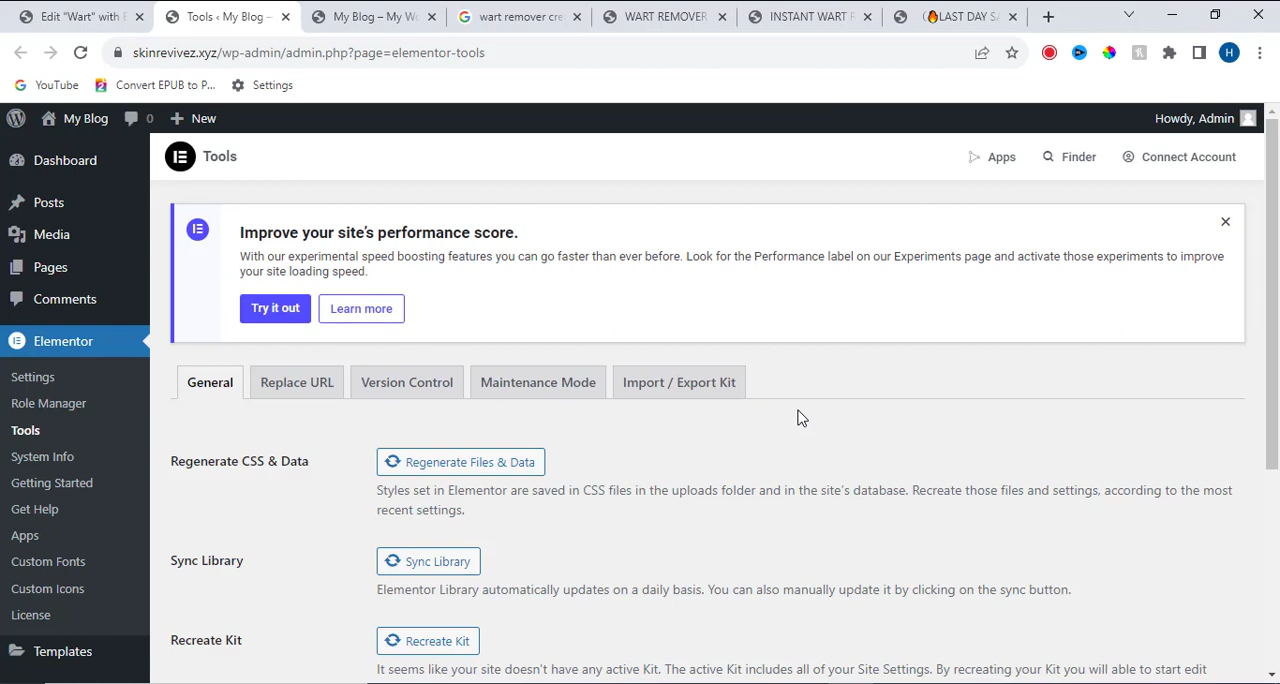 Edit "Wart" with E
Tools ‹ My Blog –
My Blog – My W
wart remover cre
WART REMOVER
INSTANT WART R
(🔥LAST DAY SA
skinrevivez.xyz/wp-admin/admin.php?page=elementor-tools
H
YouTube
Convert EPUB to P...
Settings
My Blog
0
New
Howdy, Admin
Dashboard
Posts
Media
Pages
Comments
Elementor
Settings
Role Manager
Tools
System Info
Getting Started
Get Help
Apps
Custom Fonts
Custom Icons
License
Templates
Tools
Apps
Finder
Connect Account
Improve your site's performance score.
With our experimental speed boosting features you can go faster than ever before. Look for the Performance label on our Experiments page and activate those experiments to improve
your site loading speed.
Try it out
Learn more
General
Replace URL
Version Control
Maintenance Mode
Import / Export Kit
Regenerate CSS & Data
Regenerate Files & Data
Styles set in Elementor are saved in CSS files in the uploads folder and in the site's database. Recreate those files and settings, according to the most
recent settings.
Sync Library
Sync Library
Elementor Library automatically updates on a daily basis. You can also manually update it by clicking on the sync button.
Recreate Kit
Recreate Kit
It seems like your site doesn't have any active Kit. The active Kit includes all of your Site Settings. By recreating your Kit you will able to start edit